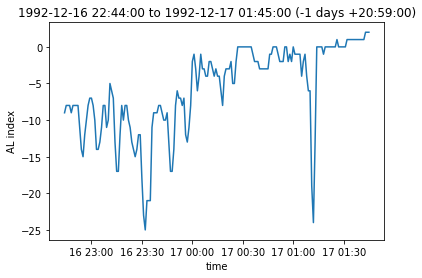 1992-12-16 22:44:00 to 1992-12-17 01:45:00 (-1 days +20:59:00)
0
−5
−10
−15
−20
−25
AL index
16 23:00 16 23:30 17 00:00 17 00:30 17 01:00 17 01:30
time